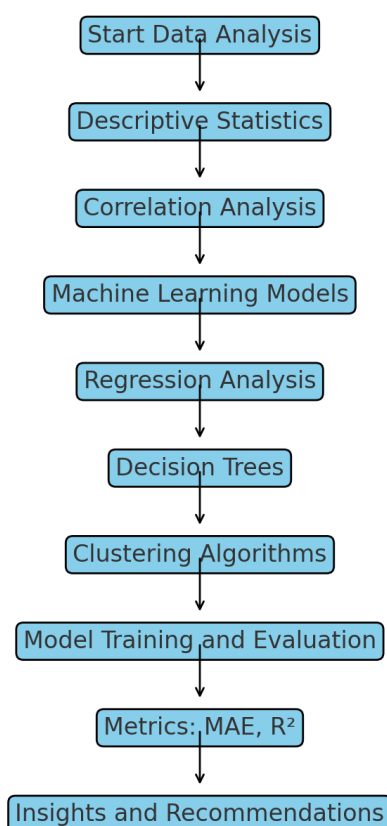 Start Data Analysis
Descriptive Statistics
Correlation Analysis
Machine Learning Models
Regression Analysis
Decision Trees
Clustering Algorithms
Model Training and Evaluation
Metrics: MAE, R²
Insights and Recommendations